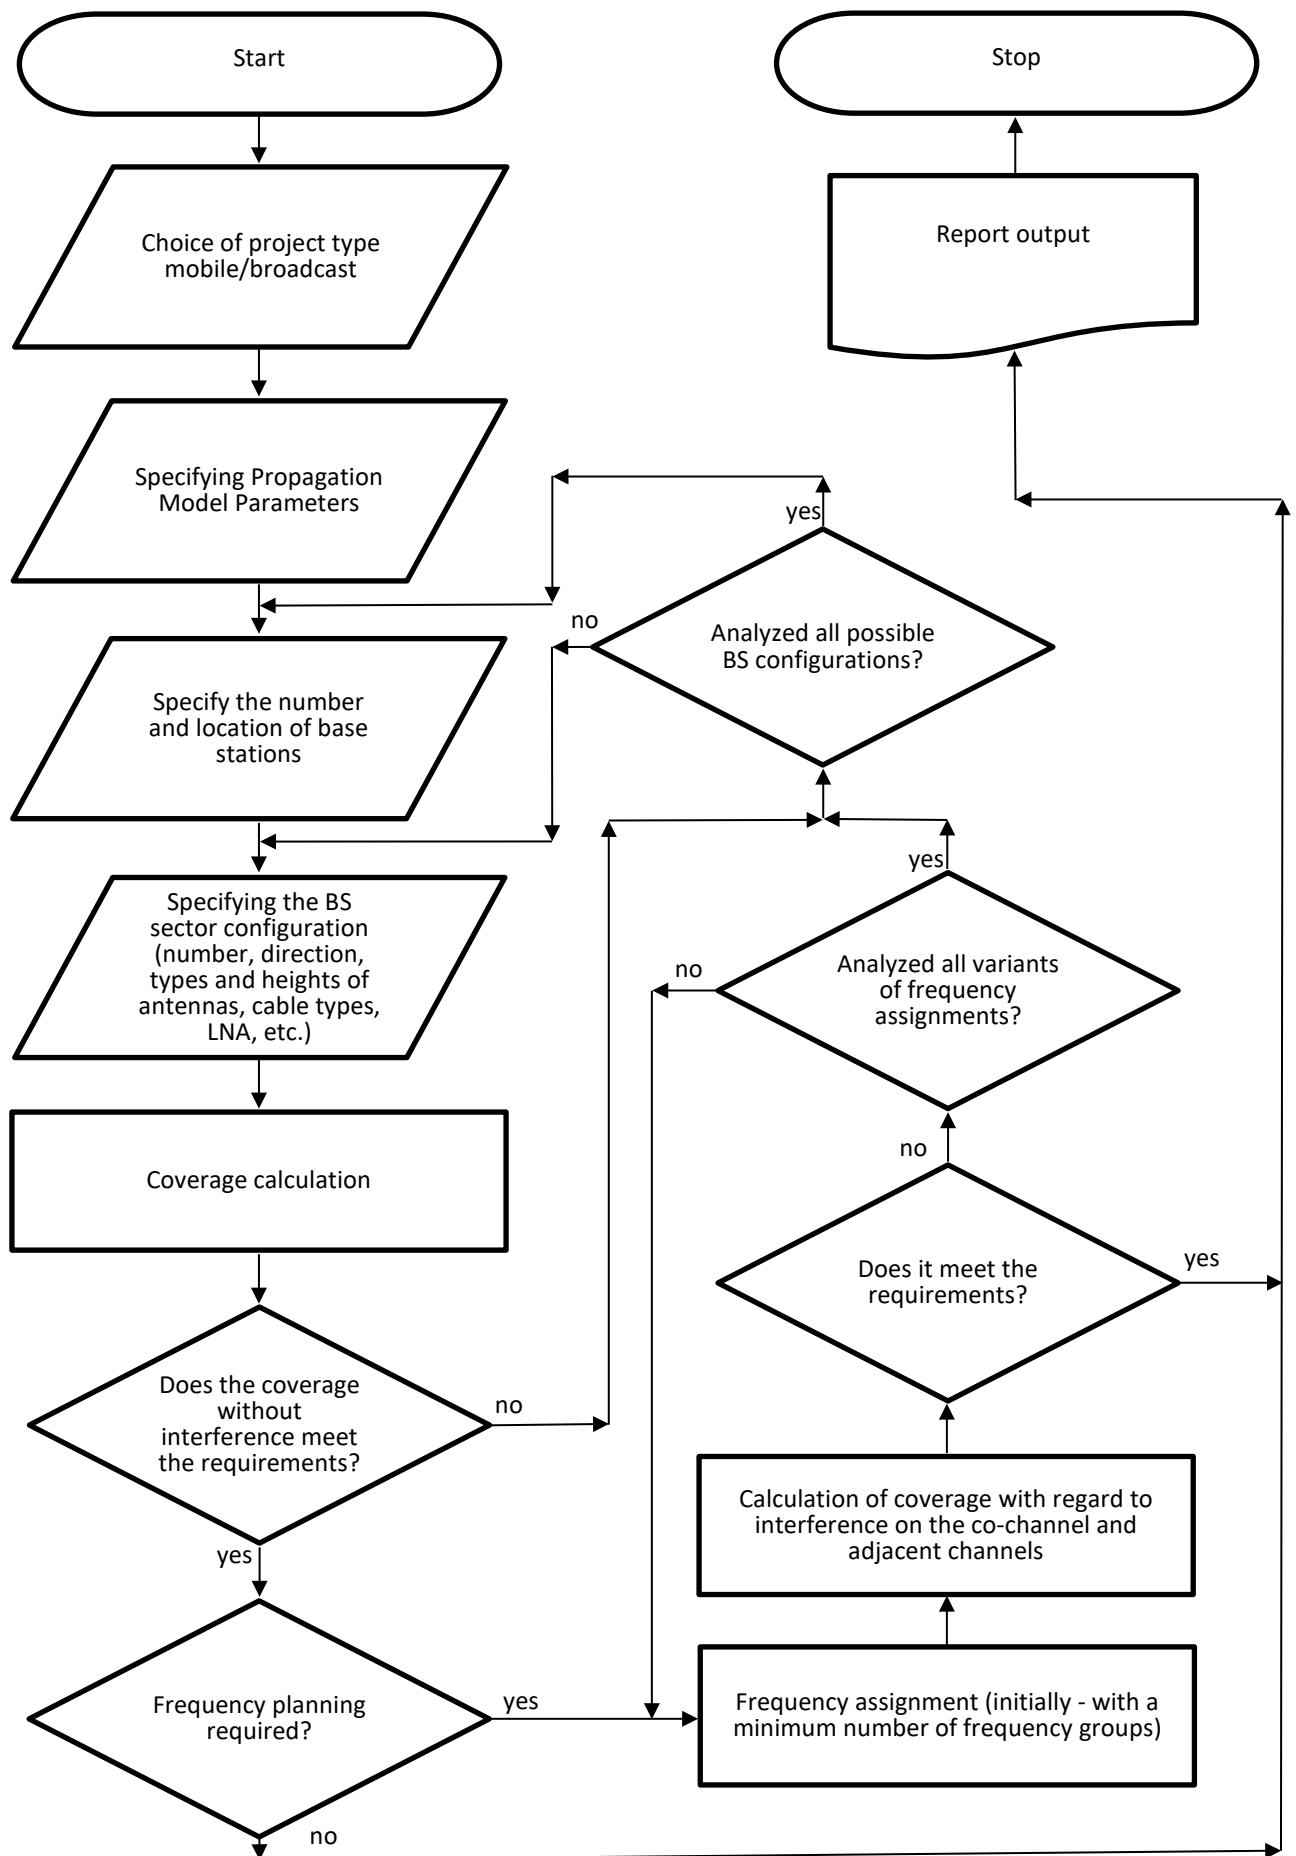 Start
Choice of project type
mobile/broadcast
Specifying Propagation
Model Parameters
Specify the number
and location of base
stations
Specifying the BS
sector configuration
(number, direction,
types and heights of
antennas, cable types,
LNA, etc.)
Coverage calculation
Does the coverage
without
interference meet
the requirements?
no
yes
Frequency planning
required?
yes
no
Stop
Report output
yes
no
Analyzed all possible
BS configurations?
yes
no
Analyzed all variants
of frequency
assignments?
no
Does it meet the
requirements?
yes
Calculation of coverage with regard to
interference on the co-channel and
adjacent channels
Frequency assignment (initially - with a
minimum number of frequency groups)